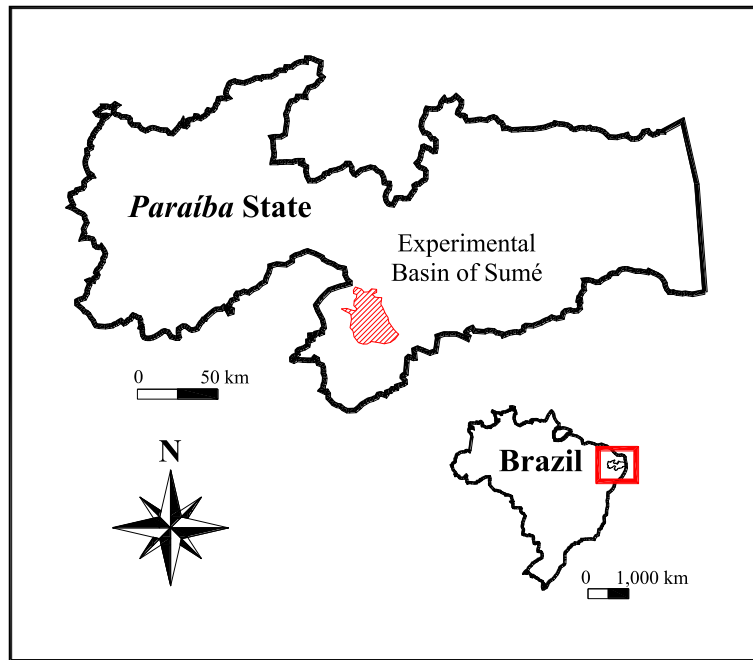 Paraíba State
Experimental
Basin of Sumé
0 50 km
N
Brazil
0 1,000 km